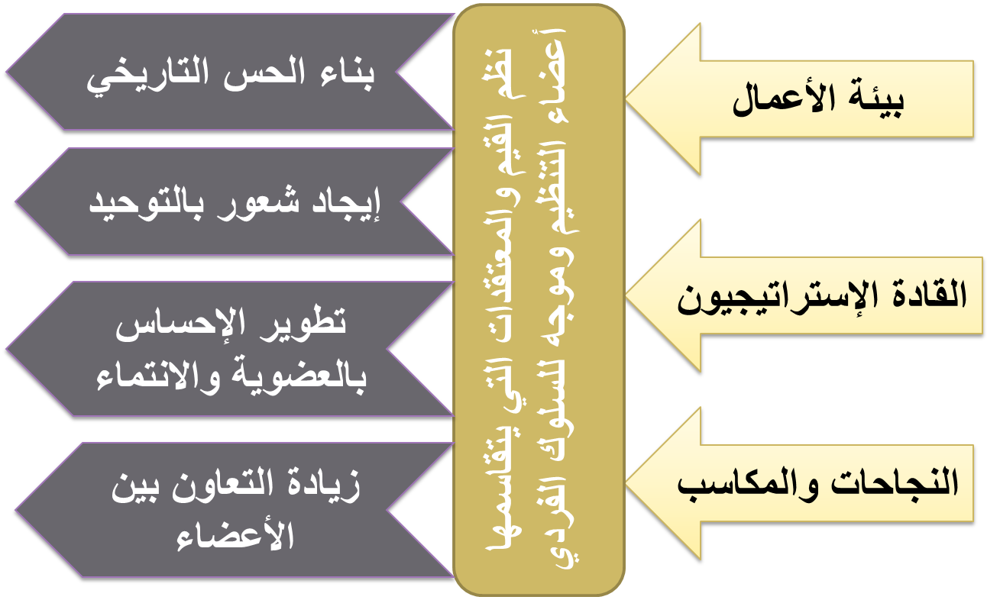 بيئة الأعمال
القادة الإستراتيجيون
النجاحات والمكاسب
نظم القيم والمعتقدات التي يتقاسمها
أعضاء التنظيم وموجه للسلوك الفردي
بناء الحس التاريخي
إيجاد شعور بالتوحيد
تطوير الإحساس
بالعضوية والانتماء
زيادة التعاون بين
الأعضاء